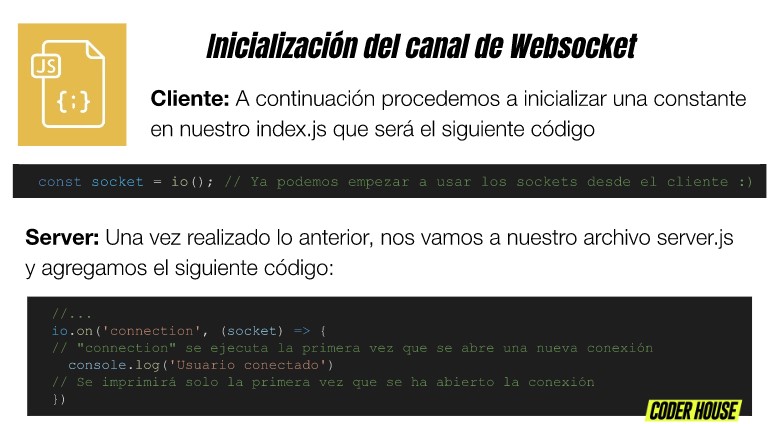 Inicialización del canal de Websocket
JS
{;}
Cliente: A continuación procedemos a inicializar una constante
en nuestro index.js que será el siguiente código
const socket = io(); // Ya podemos empezar a usar los sockets desde el cliente :)
Server: Una vez realizado lo anterior, nos vamos a nuestro archivo server.js
y agregamos el siguiente código:
//...
io.on('connection', (socket) => {
// "connection" se ejecuta la primera vez que se abre una nueva conexión
console.log('Usuario conectado')
// Se imprimirá solo la primera vez que se ha abierto la conexión
})
CODER HOUSE